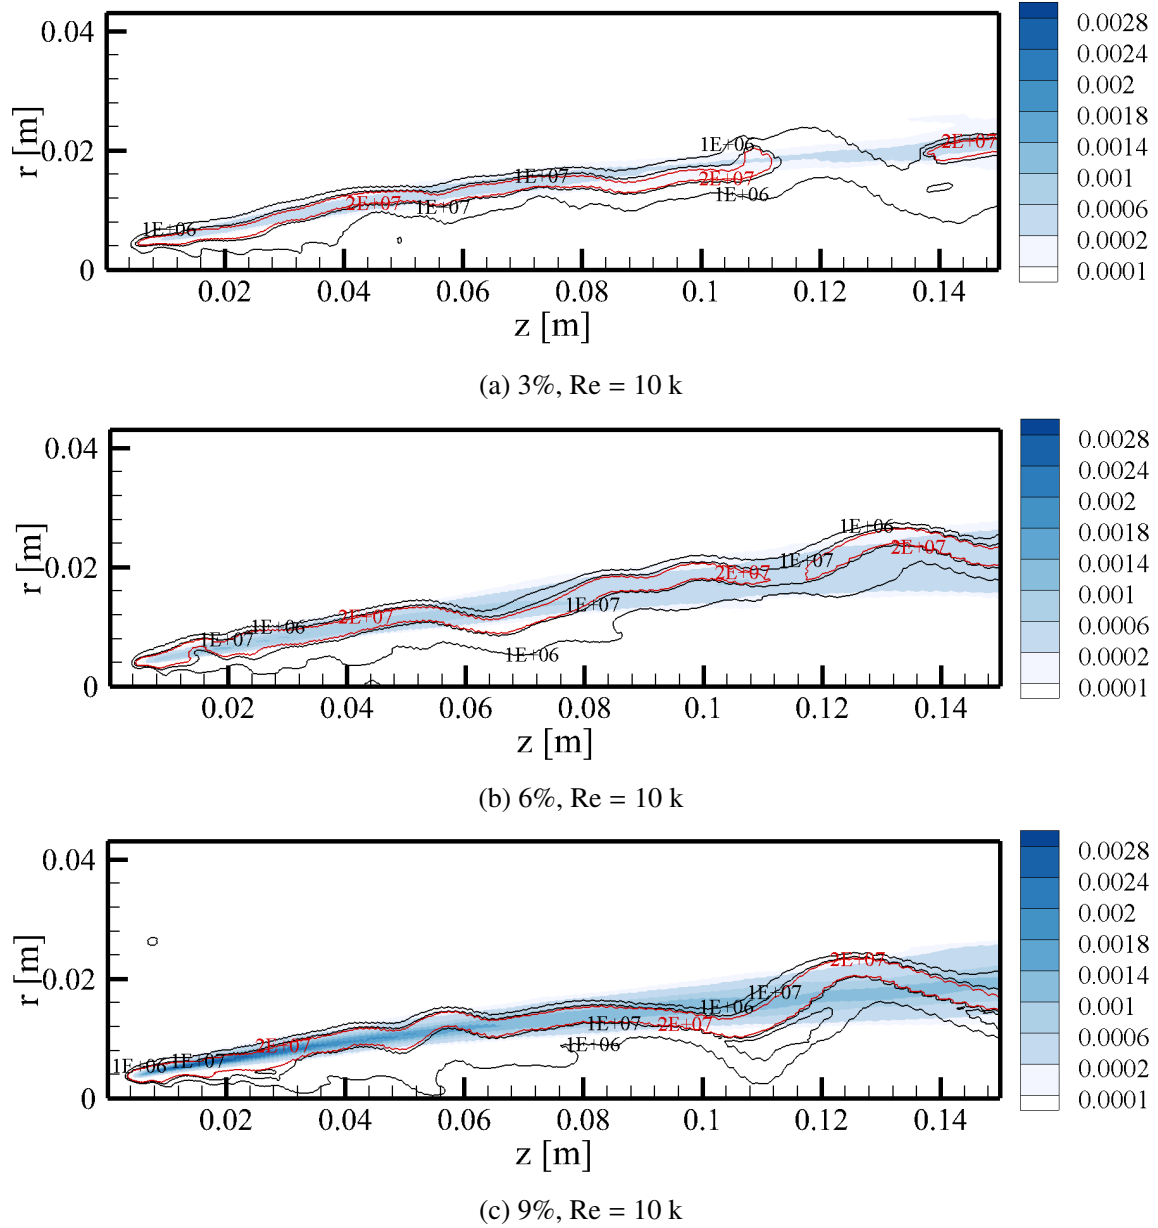 0.04
0.02
0
r [m]
1E+06
1E+07
2E+07
1E+07
1E+06
2E+07
1E+06
2E+07
0.02
0.04
0.06
0.08
0.1
0.12
0.14
z [m]
0.0028
0.0024
0.002
0.0018
0.0014
0.001
0.0006
0.0002
0.0001
(a) 3%, Re = 10 k
0.04
0.02
0
r [m]
1E+07
1E+06
2E+07
1E+07
1E+06
2E+07
1E+07
1E+06
2E+07
0.02
0.04
0.06
0.08
0.1
0.12
0.14
z [m]
0.0028
0.0024
0.002
0.0018
0.0014
0.001
0.0006
0.0002
0.0001
(b) 6%, Re = 10 k
0.04
0.02
0
r [m]
1E+06
1E+07
2E+07
1E+07
1E+06
2E+07
1E+06
1E+07
2E+07
0.02
0.04
0.06
0.08
0.1
0.12
0.14
z [m]
0.0028
0.0024
0.002
0.0018
0.0014
0.001
0.0006
0.0002
0.0001
(c) 9%, Re = 10 k